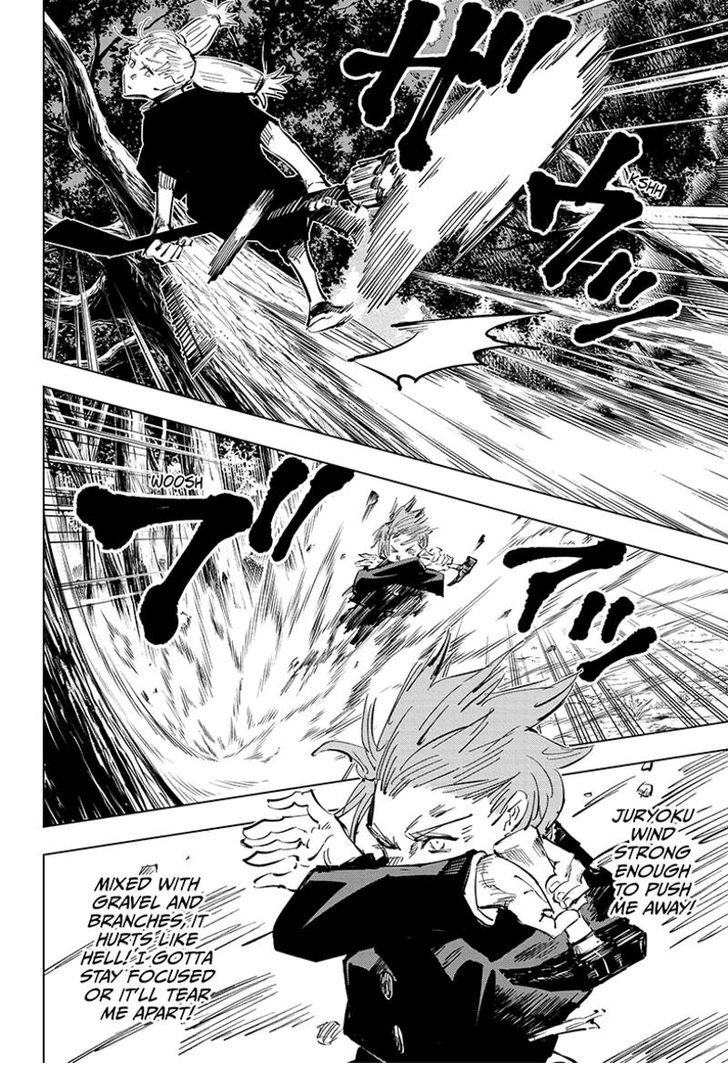 ザザッ
KSHH
ブワッ
WOOSH
JURYOKU
WIND
STRONG
ENOUGH
TO PUSH
ME AWAY!
MIXED WITH
GRAVEL AND
BRANCHES, IT
HURTS LIKE
HELL! I GOTTA
STAY FOCUSED
OR IT'LL TEAR
ME APART!